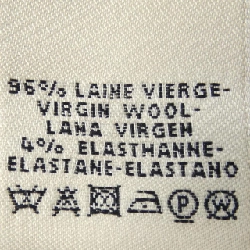 96% LAINE VIERGE-
VIRGIN WOOL-
LANA VIRGEN
4% ELASTHANNE-
ELASTANE-ELASTANO
P W